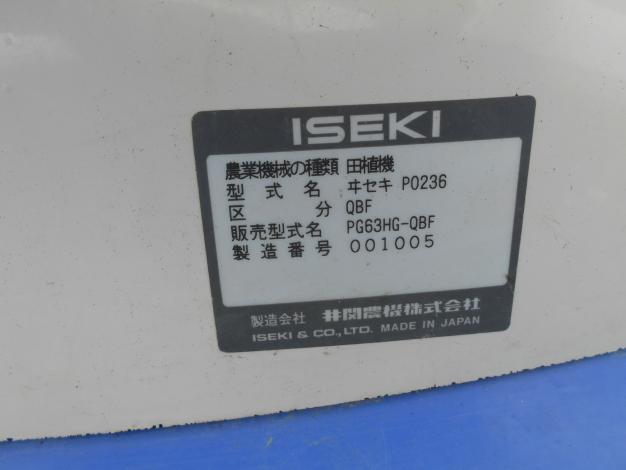 ISEKI
農業機械の種類 田植機
型式名 ヰセキ P0236
区分 QBF
販売型式名 PG63HG-QBF
製造番号 001005
製造会社 井関農機株式会社
ISEKI & CO., LTD. MADE IN JAPAN